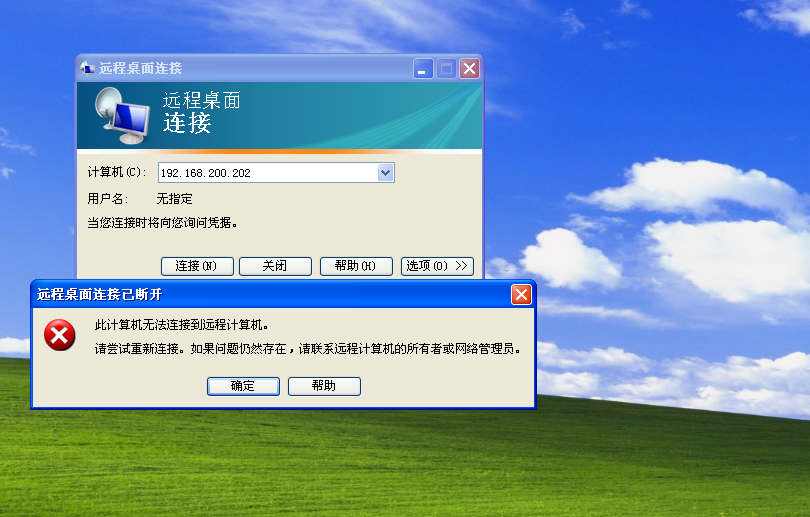 远程桌面连接
远程桌面
连接
计算机(C):
192.168.200.202
用户名:
无指定
当您连接时将向您询问凭据。
连接(N)
关闭
帮助(H)
选项(O) >>
远程桌面连接已断开
此计算机无法连接到远程计算机。
请尝试重新连接。如果问题仍然存在，请联系远程计算机的所有者或网络管理员。
确定
帮助